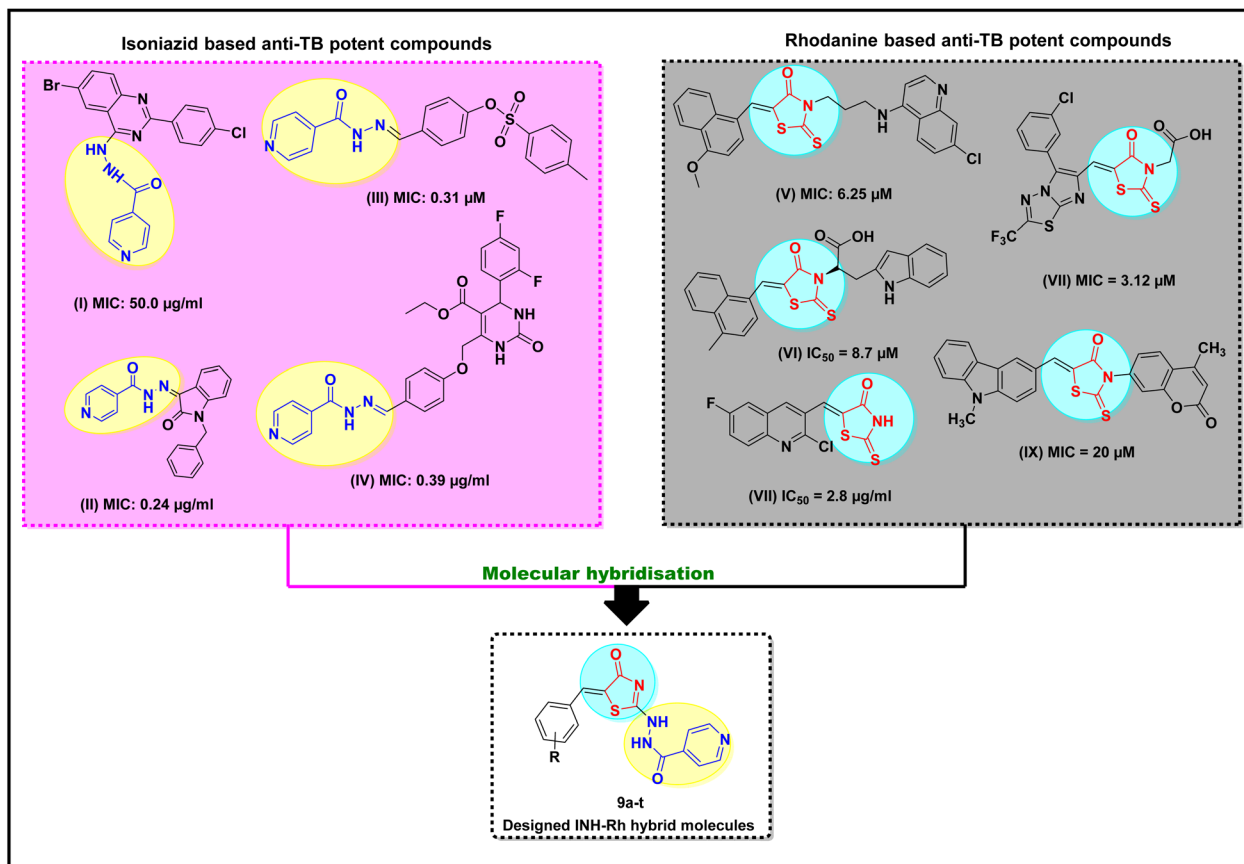 Isoniazid based anti-TB potent compounds
Br
N
N
Cl
HN
NH
O
N
(I) MIC: 50.0 µg/ml
O
N
N
H
N
O
O
S
O
(III) MIC: 0.31 µM
O
N
N
H
N
O
N
(II) MIC: 0.24 µg/ml
F
F
O
O
NH
N
H
O
O
O
N
N
H
N
(IV) MIC: 0.39 µg/ml
Rhodanine based anti-TB potent compounds
O
N
S
S
O
N
H
N
Cl
(V) MIC: 6.25 µM
O
OH
O
N
S
S
N
H
(VI) IC50 = 8.7 µM
F
N
Cl
O
NH
S
S
(VII) IC50 = 2.8 µg/ml
Cl
O
OH
O
N
S
S
N
N
N
S
F3C
(VII) MIC = 3.12 µM
N
CH3
O
N
S
S
CH3
O
O
(IX) MIC = 20 µM
Molecular hybridisation
O
N
S
NH
NH
O
N
R
9a-t
Designed INH-Rh hybrid molecules